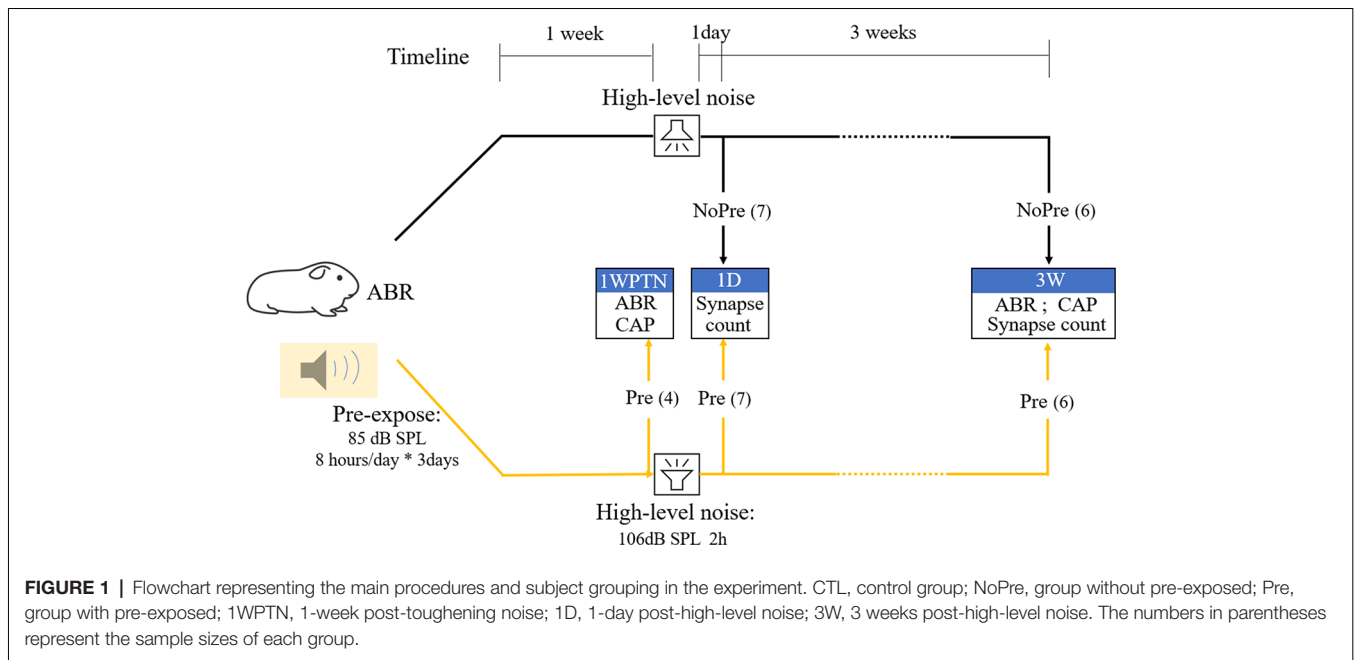 1 week
1day
3 weeks
Timeline
High-level noise
NoPre (7)
NoPre (6)
ABR
1WPTN
ABR
CAP
1D
Synapse
count
3W
ABR ; CAP
Synapse count
Pre (4)
Pre (7)
Pre (6)
Pre-expose:
85 dB SPL
8 hours/day * 3days
High-level noise:
106dB SPL 2h
FIGURE 1 | Flowchart representing the main procedures and subject grouping in the experiment. CTL, control group; NoPre, group without pre-exposed; Pre,
group with pre-exposed; 1WPTN, 1-week post-toughening noise; 1D, 1-day post-high-level noise; 3W, 3 weeks post-high-level noise. The numbers in parentheses
represent the sample sizes of each group.